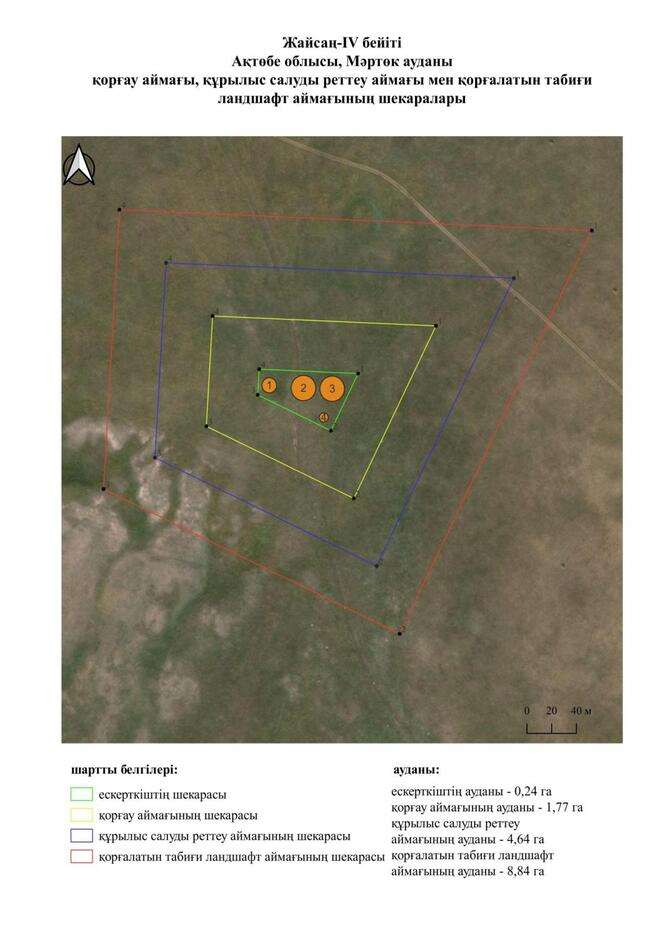 Жайсаң-IV бейіті
Ақтөбе облысы, Мәртөк ауданы
қорғау аймағы, құрылыс салуды реттеу аймағы мен қорғалатын табиғи
ландшафт аймағының шекаралары
1
2
3
4
0 20 40 м
шартты белгілері:
ескерткіштің шекарасы
қорғау аймағының шекарасы
құрылыс салуды реттеу аймағының шекарасы
қорғалатын табиғи ландшафт аймағының шекарасы
ауданы:
ескерткіштің ауданы - 0,24 га
қорғау аймағының ауданы - 1,77 га
құрылыс салуды реттеу
аймағының ауданы - 4,64 га
қорғалатын табиғи ландшафт
аймағының ауданы - 8,84 га